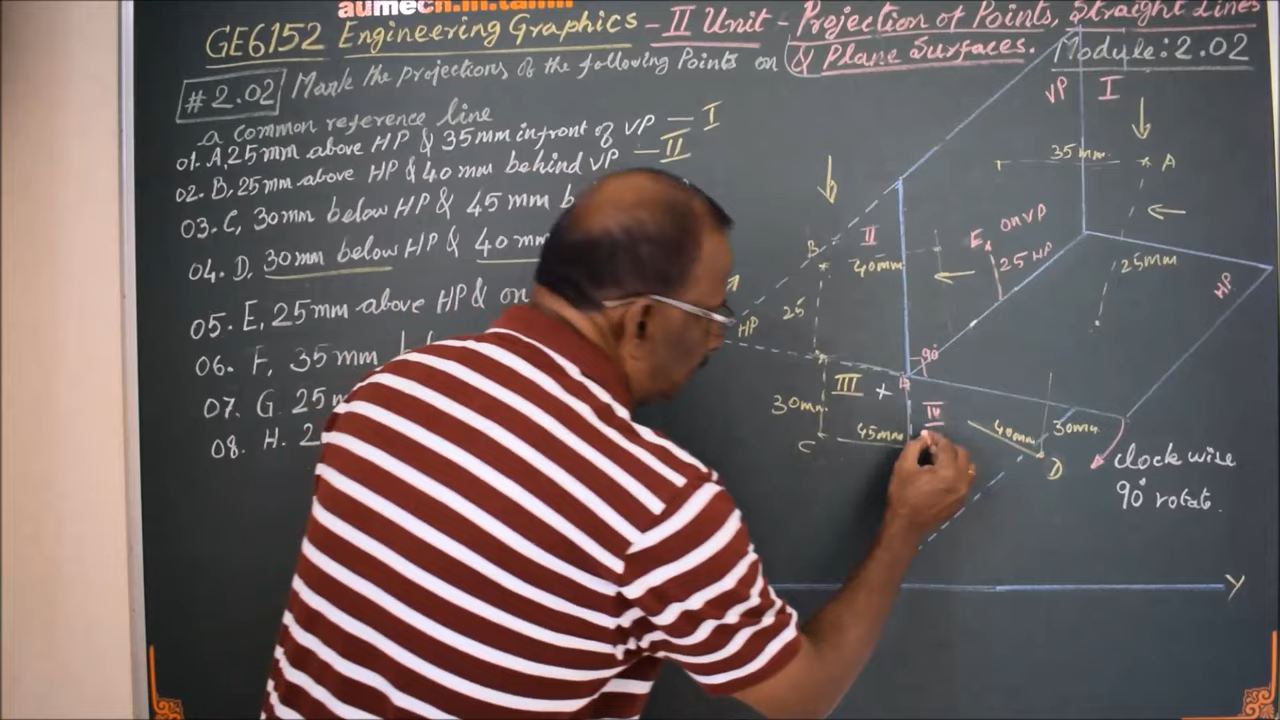 aumech.in.tamil
GE6152 Engineering Graphics - II Unit - Projection of Points, Straight Lines
& Plane Surfaces. Module: 2.02
#2.02 Mark the projections of the following Points on
a common reference line
01. A, 25mm above HP & 35mm infront of VP - I
02. B, 25mm above HP & 40mm behind VP - II
03. C, 30mm below HP & 45mm b
04. D, 30mm below HP & 40mm
05. E, 25mm above HP & on
06. F, 35mm
07. G. 25
08. H. 2
VP I
35mm A
B II
40mm
E on VP
25 HP
25mm
HP
25
HP
90°
III +
IV
30mm
45mm
C
40mm
30mm
D
clock wise
90° rotate.
Y